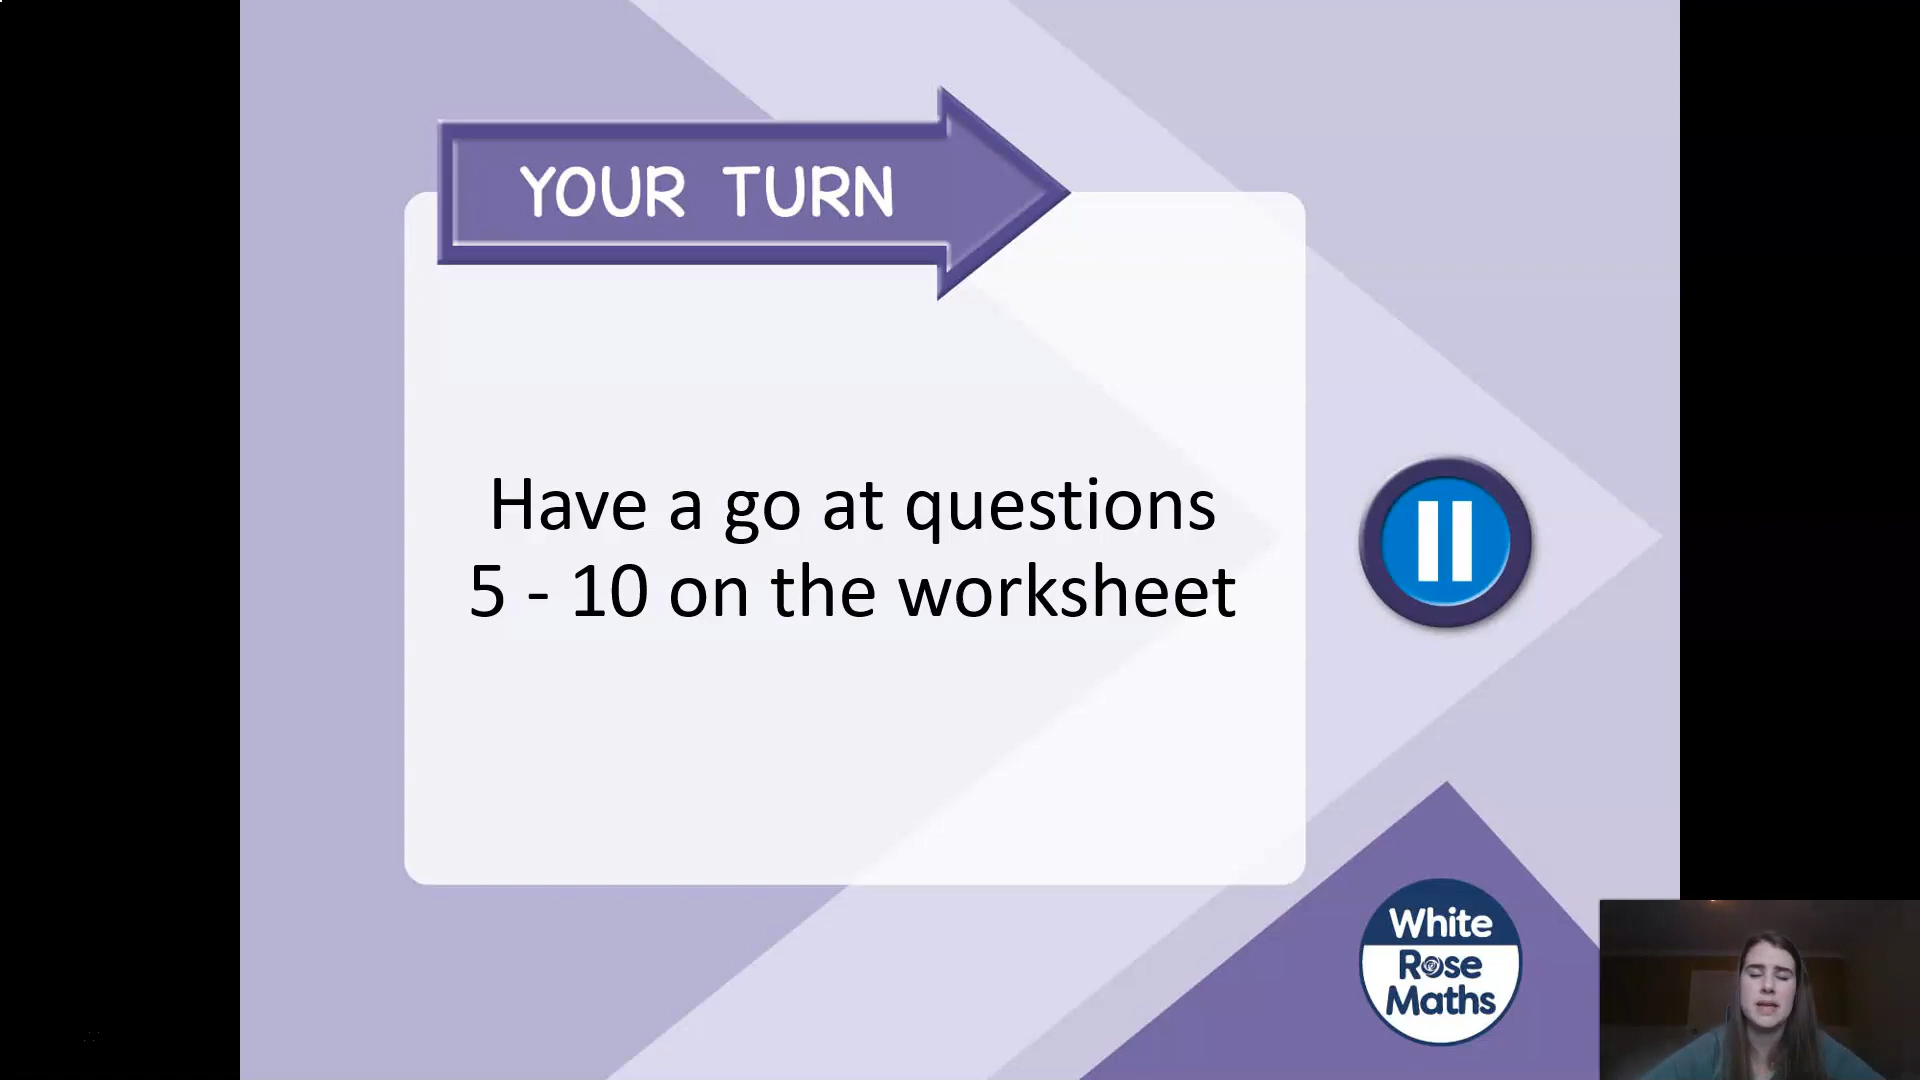 YOUR TURN
Have a go at questions
5 - 10 on the worksheet
White
Rose
Maths